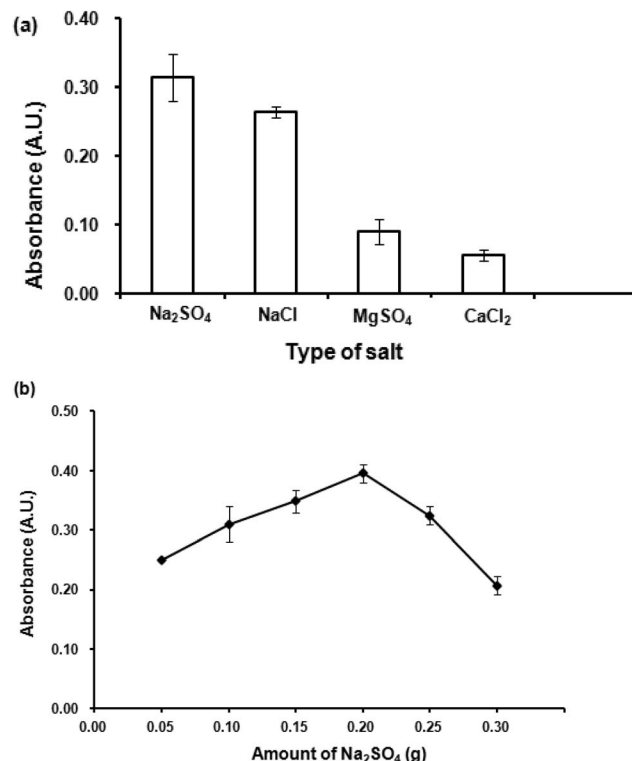 (a)
0.40
0.30
0.20
0.10
0.00
Absorbance (A.U.)
Na₂SO₄ NaCl MgSO₄ CaCl₂
Type of salt
(b)
0.50
0.40
0.30
0.20
0.10
0.00
Absorbance (A.U.)
0.00 0.05 0.10 0.15 0.20 0.25 0.30
Amount of Na₂SO₄ (g)